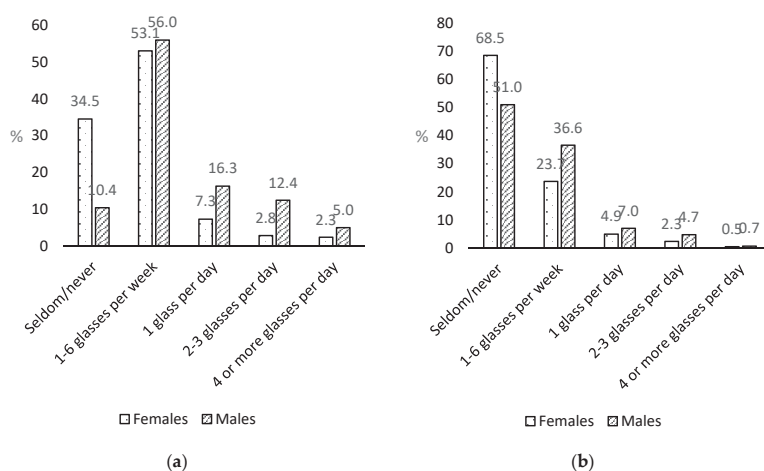 60
50
40
30
20
10
0
%
34.5
10.4
53.1
56.0
7.3
16.3
2.8
12.4
2.3
5.0
Seldom/never
1-6 glasses per week
1 glass per day
2-3 glasses per day
4 or more glasses per day
Females Males
(a)
80
70
60
50
40
30
20
10
0
%
68.5
51.0
23.7
36.6
4.9
7.0
2.3
4.7
0.5
0.7
Seldom/never
1-6 glasses per week
1 glass per day
2-3 glasses per day
4 or more glasses per day
Females Males
(b)